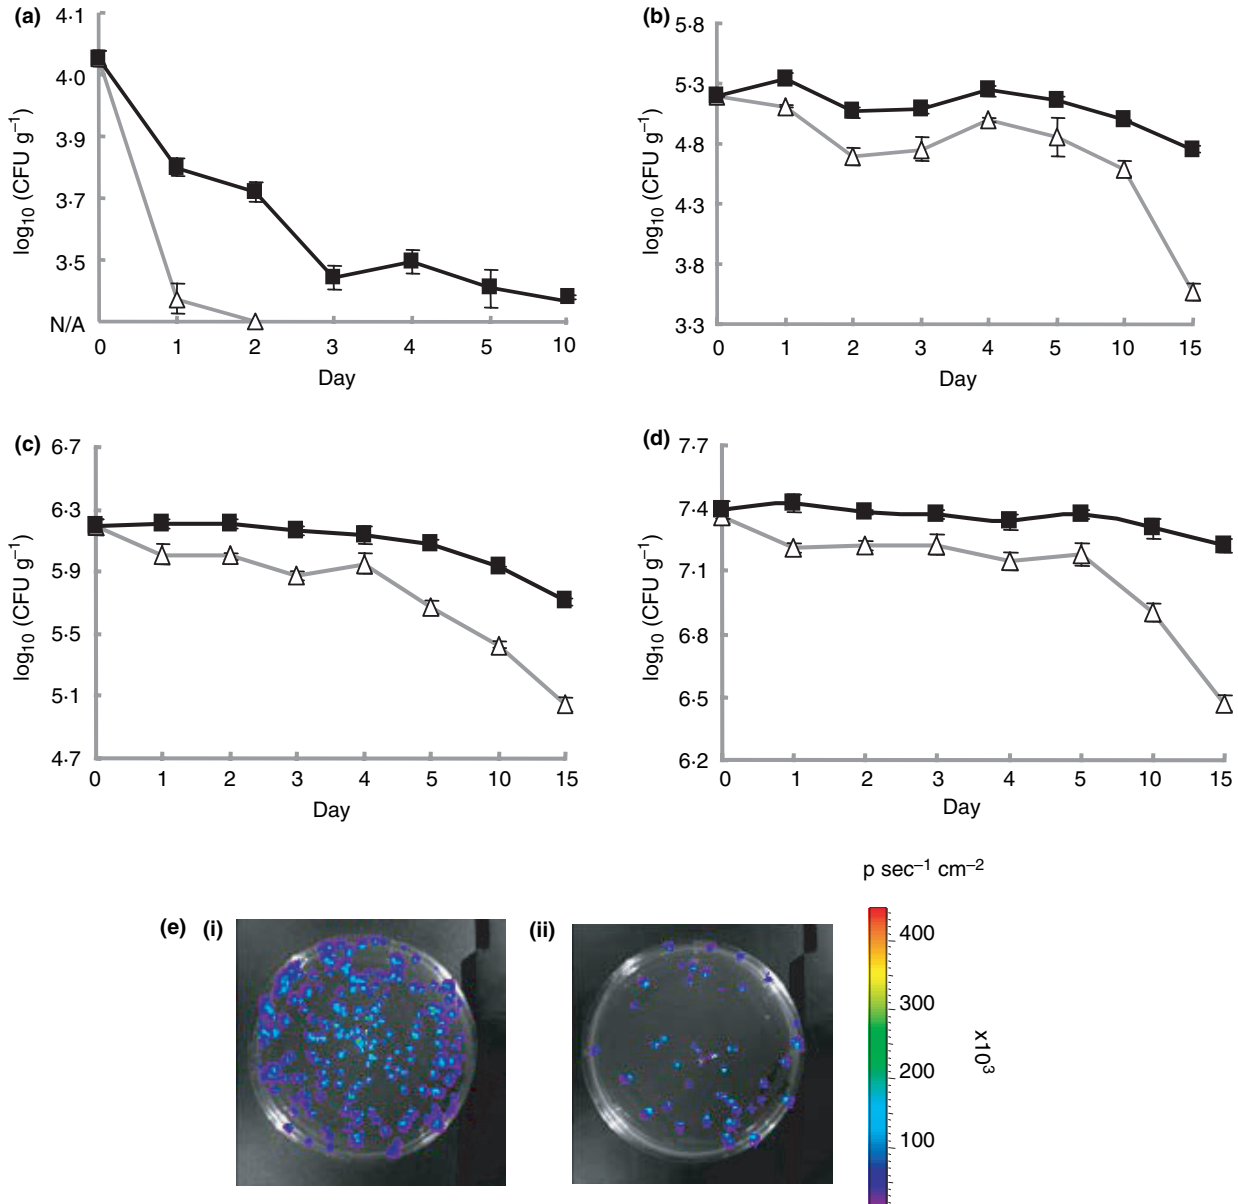 (a)
4·1
4·0
3·9
3·7
3·5
N/A
log10 (CFU g–1)
0 1 2 3 4 5 10
Day
(b)
5·8
5·3
4·8
4·3
3·8
3·3
log10 (CFU g–1)
0 1 2 3 4 5 10 15
Day
(c)
6·7
6·3
5·9
5·5
5·1
4·7
log10 (CFU g–1)
0 1 2 3 4 5 10 15
Day
(d)
7·7
7·4
7·1
6·8
6·5
6·2
log10 (CFU g–1)
0 1 2 3 4 5 10 15
Day
(e) (i)
(ii)
p sec–1 cm–2
400
300
200
100
x10³